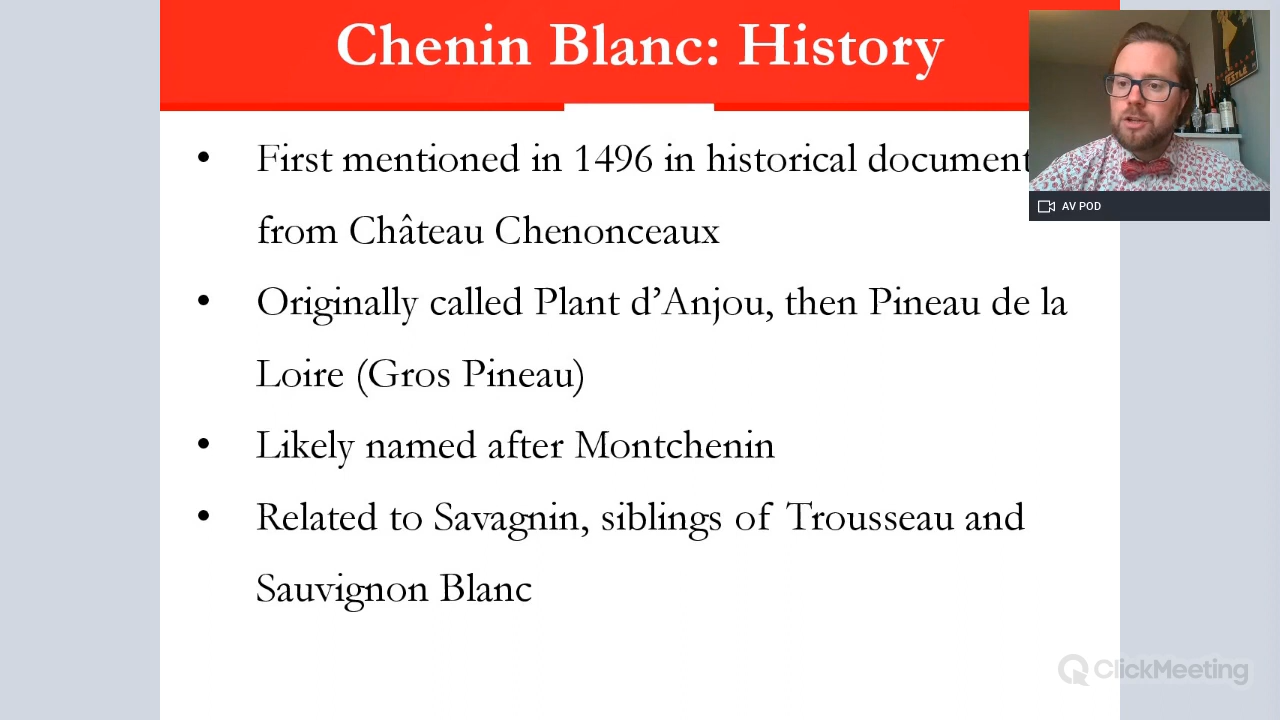 Chenin Blanc: History
• First mentioned in 1496 in historical document
from Château Chenonceaux
• Originally called Plant d’Anjou, then Pineau de la
Loire (Gros Pineau)
• Likely named after Montchenin
• Related to Savagnin, siblings of Trousseau and
Sauvignon Blanc
AV POD
ClickMeeting